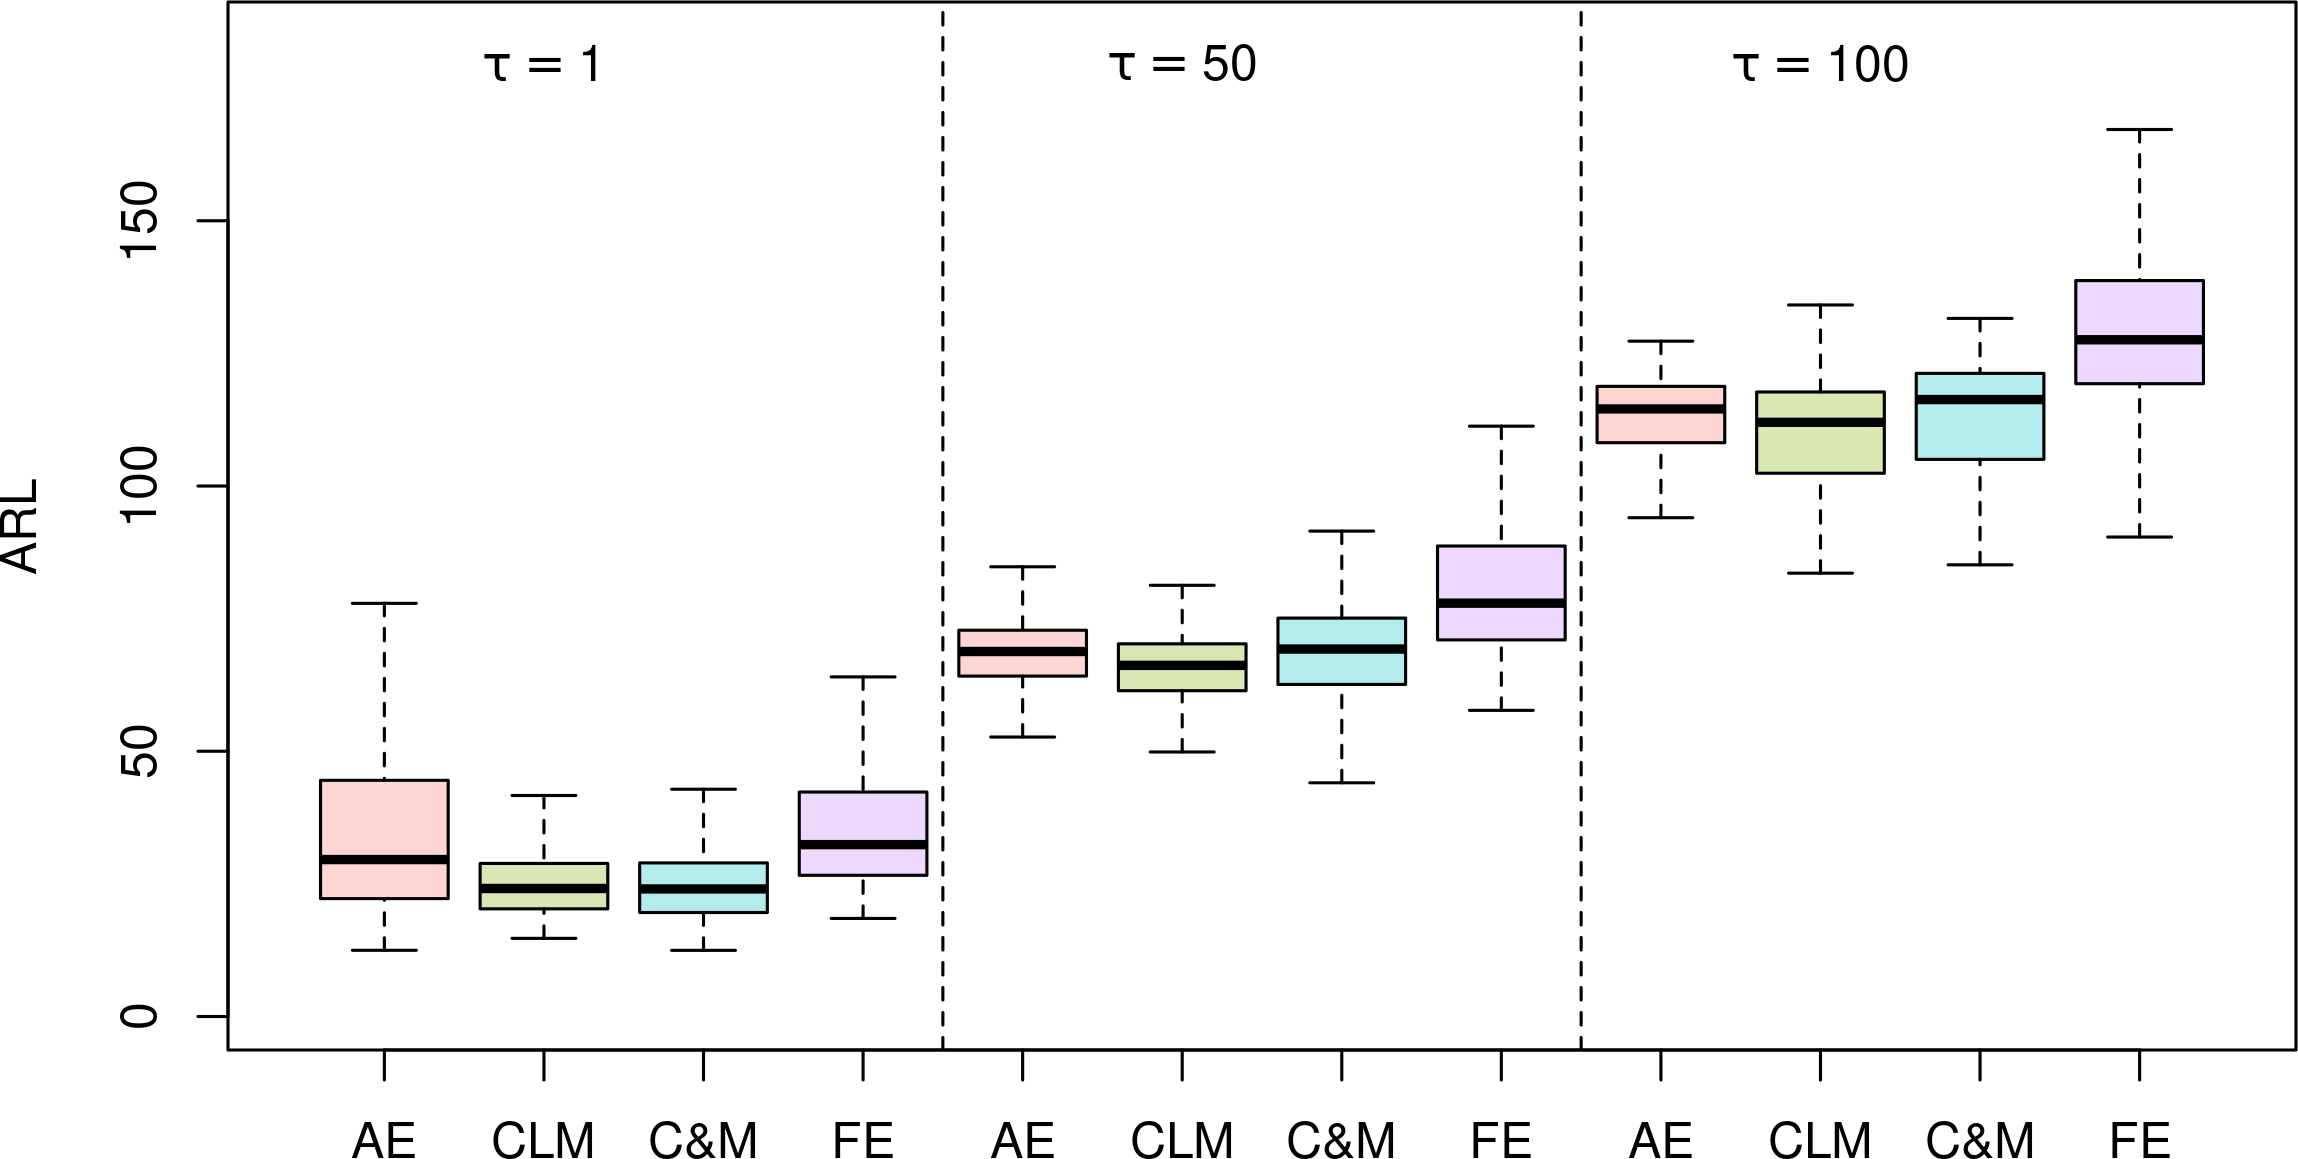 τ = 1
τ = 50
τ = 100
ARL
150
100
50
0
AE CLM C&M FE AE CLM C&M FE AE CLM C&M FE